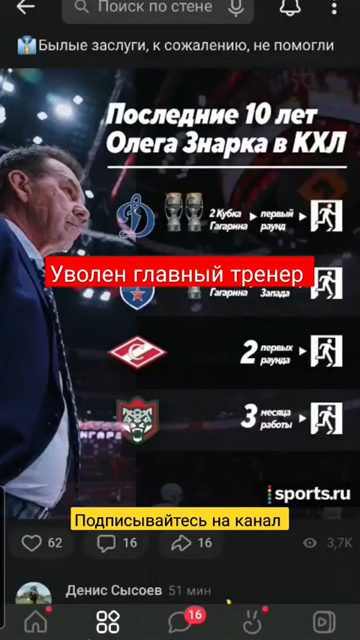 Поиск по стене
Былые заслуги, к сожалению, не помогли
Последние 10 лет
Олега Знарка в КХЛ
2 Кубка
Гагарина
первый
раунд
Уволен главный тренер
Гагарина
Запада
2 первых
раунда
3 месяца
работы
sports.ru
Подписывайтесь на канал
62
16
16
3,7K
Денис Сысоев 51 мин
16